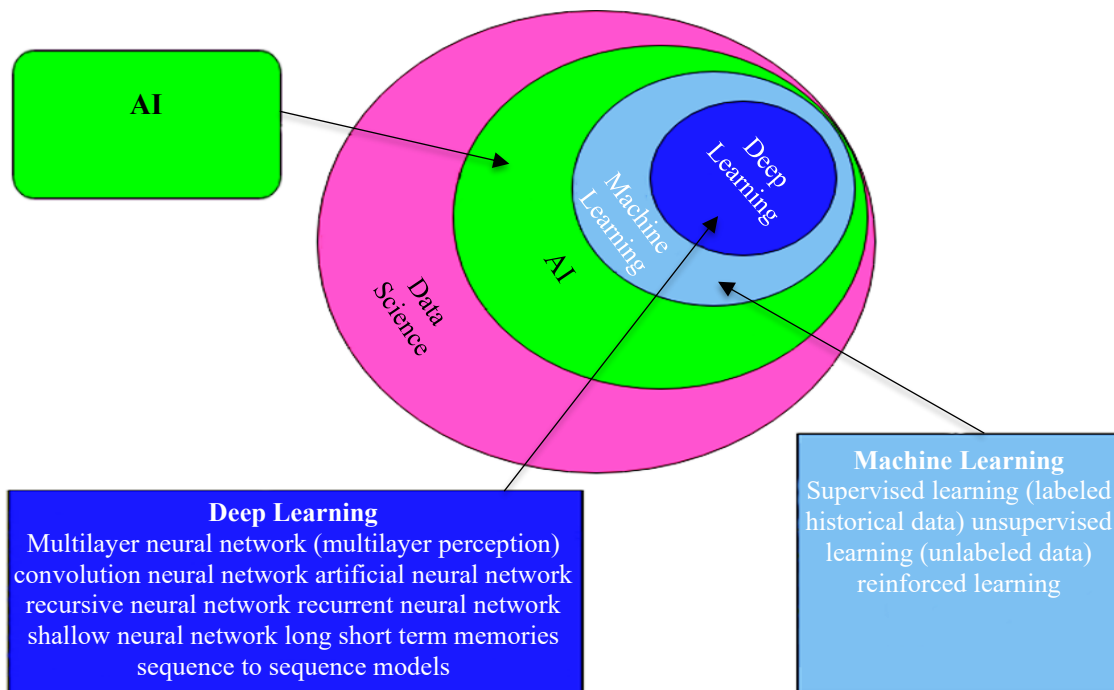 AI
Deep
Learning
Machine
Learning
AI
Data
Science
Deep Learning
Multilayer neural network (multilayer perception)
convolution neural network artificial neural network
recursive neural network recurrent neural network
shallow neural network long short term memories
sequence to sequence models
Machine Learning
Supervised learning (labeled
historical data) unsupervised
learning (unlabeled data)
reinforced learning